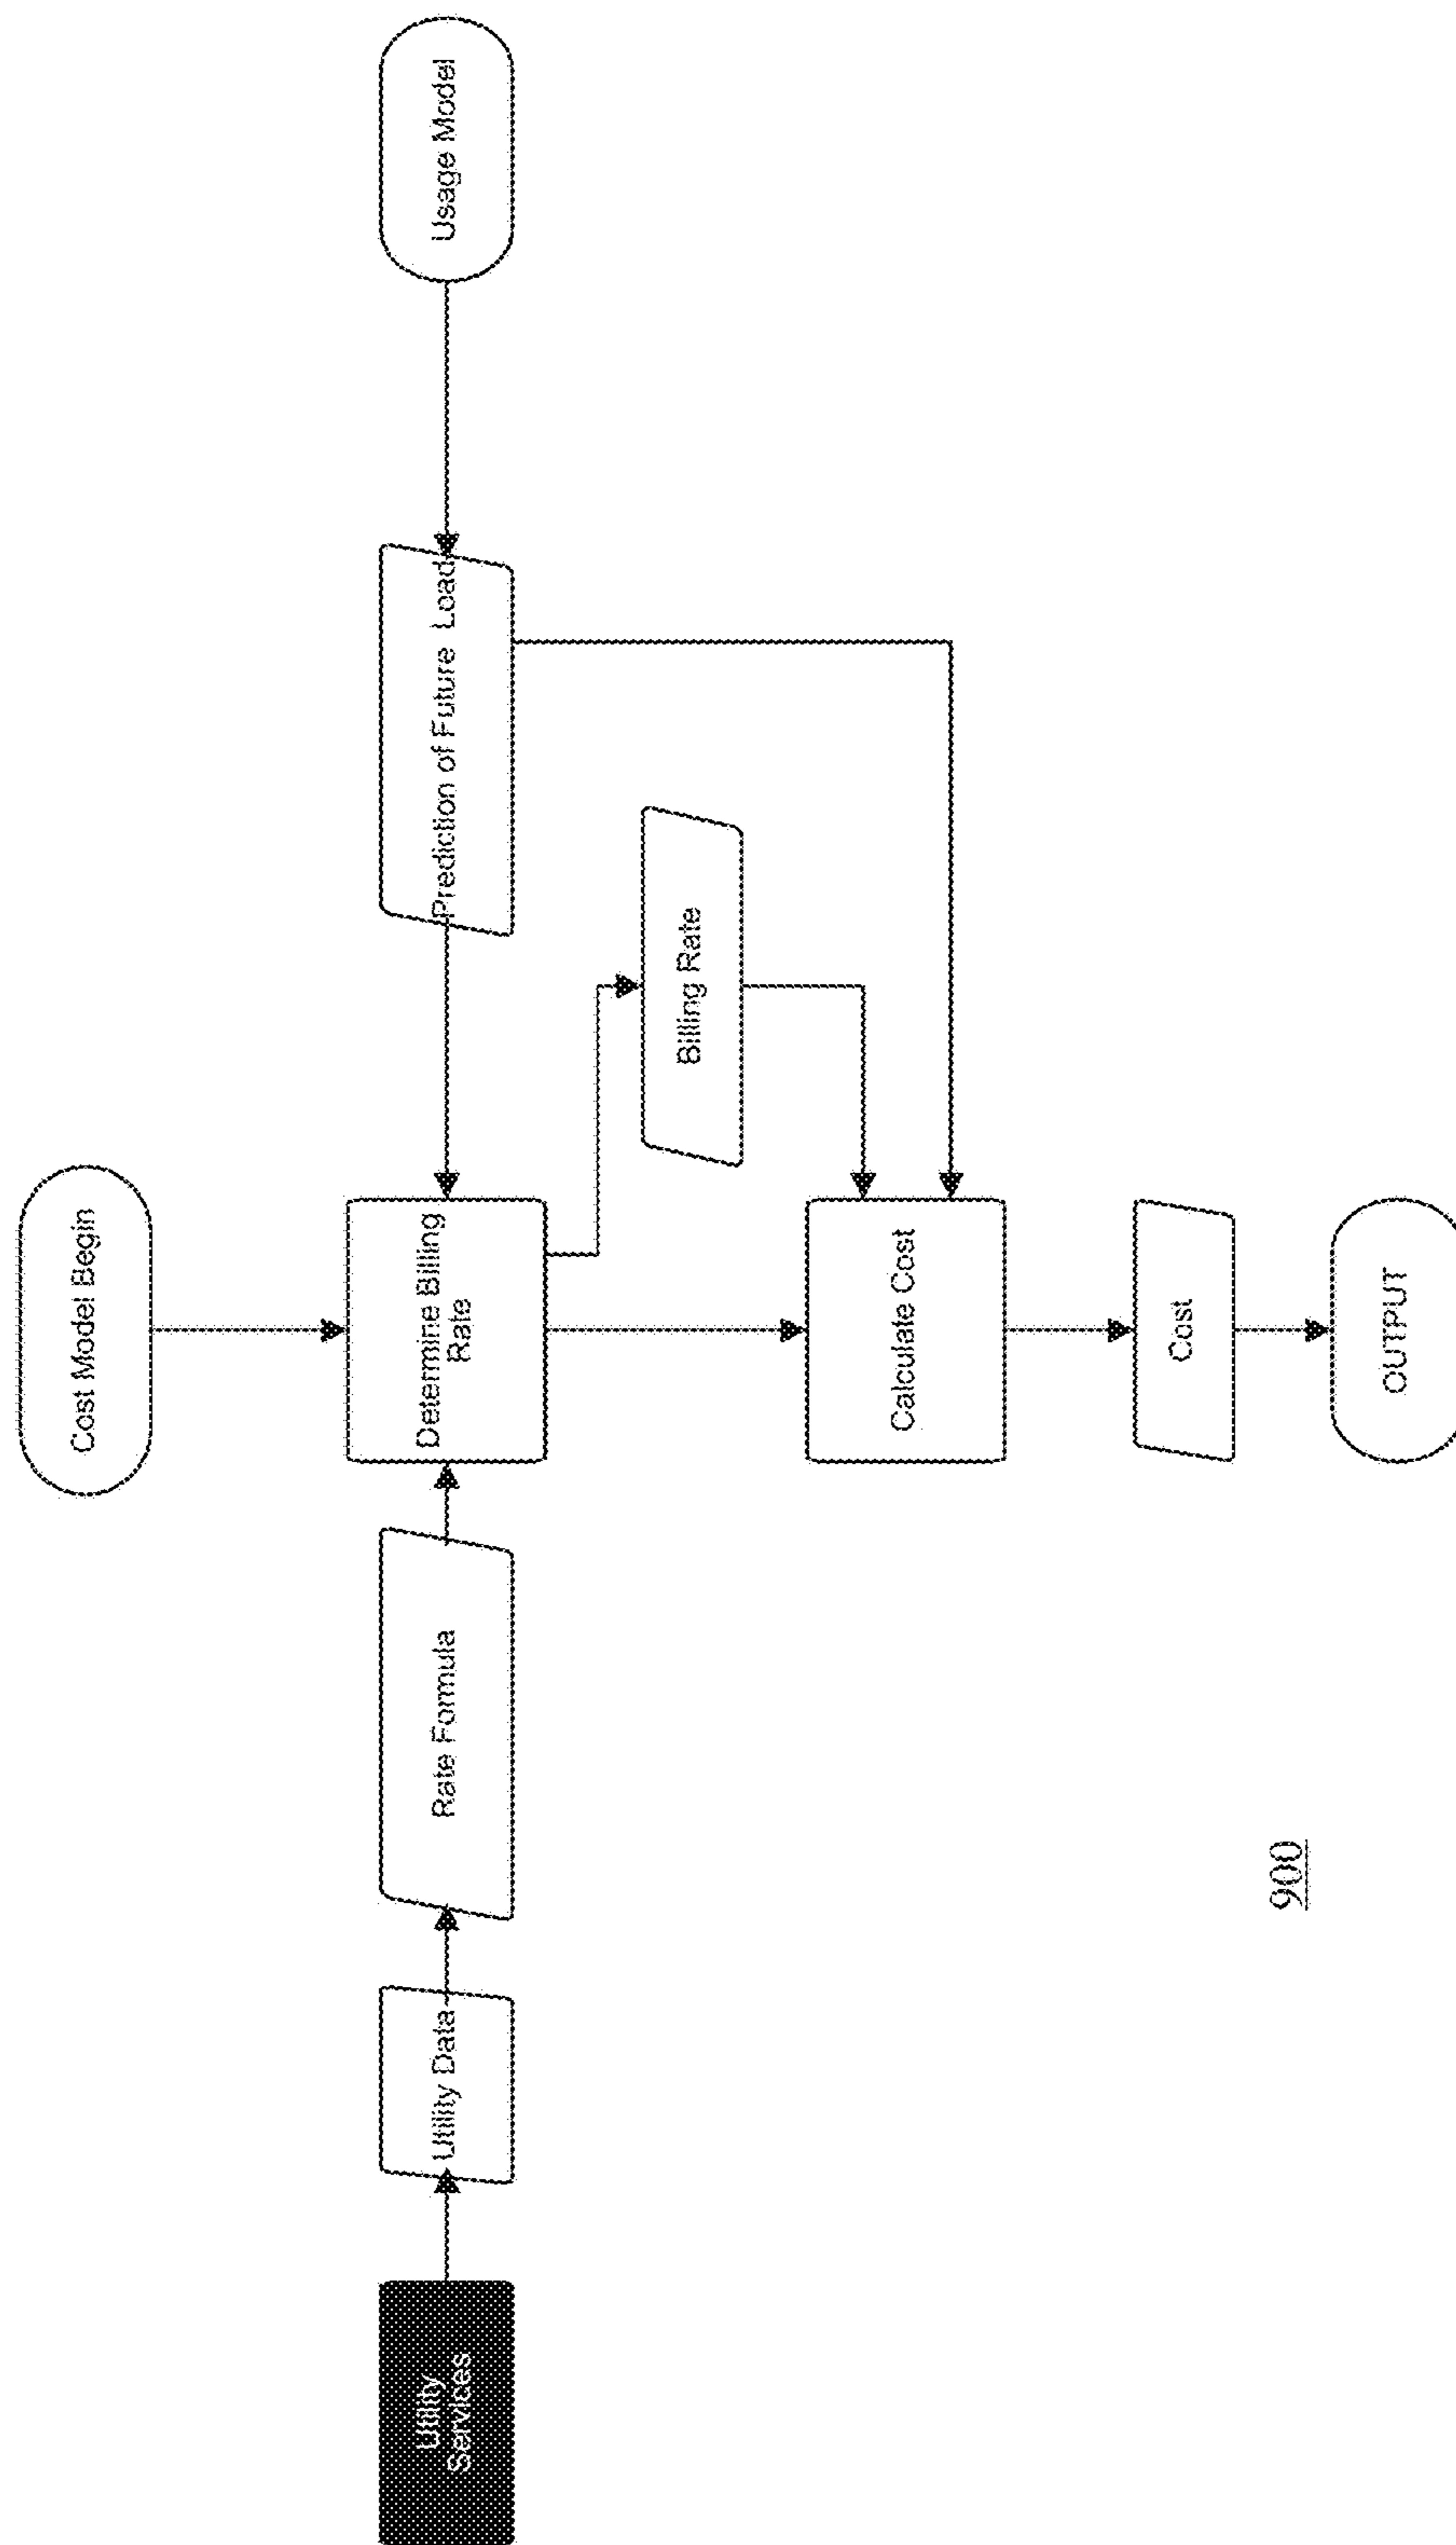 Cost Model Begin
Utility
Services
Utility Data
Rate Formula
Determine Billing
Rate
Prediction of Future Load
Usage Model
Billing Rate
Calculate Cost
Cost
OUTPUT
900